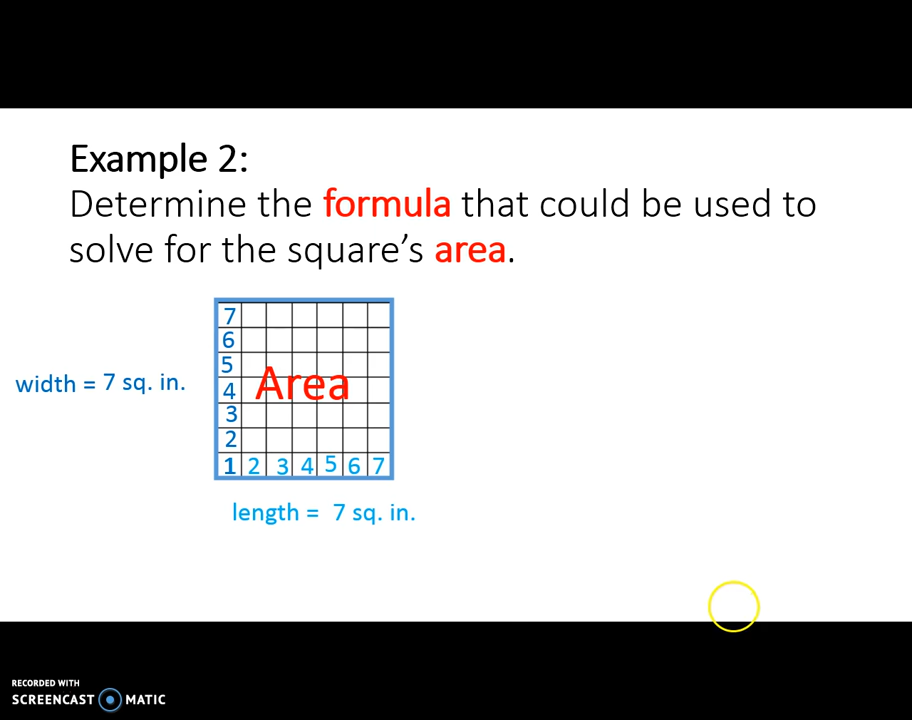 Example 2:
Determine the formula that could be used to
solve for the square’s area.
7
6
5
width = 7 sq. in.
Area
4
3
2
1 2 3 4 5 6 7
length = 7 sq. in.
RECORDED WITH
SCREENCAST MATIC